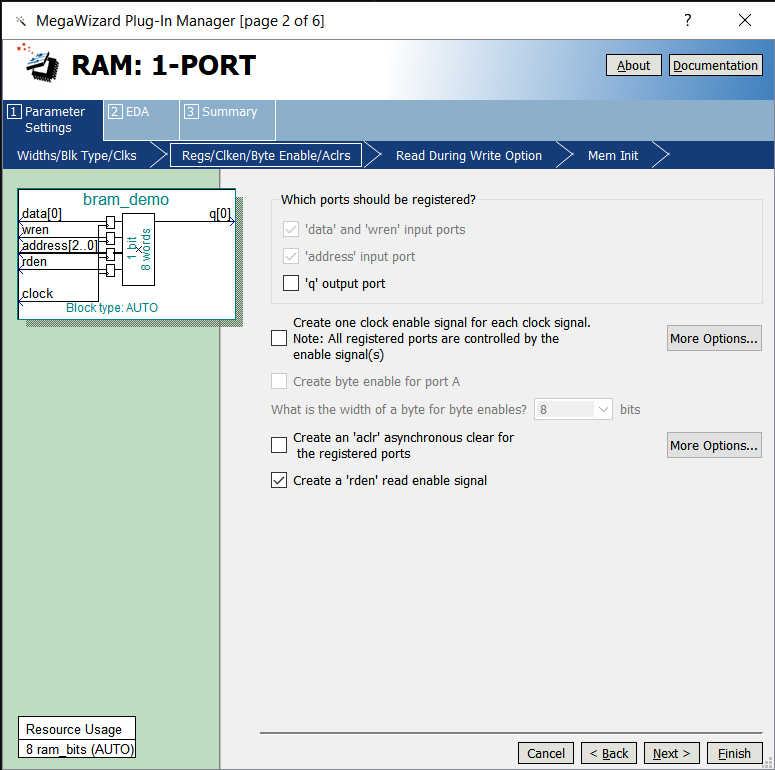 MegaWizard Plug-In Manager [page 2 of 6]
?
RAM: 1-PORT
About
Documentation
1 Parameter
Settings
2 EDA
3 Summary
Widths/Blk Type/Clks
Regs/Clken/Byte Enable/Aclrs
Read During Write Option
Mem Init
bram_demo
data[0]
q[0]
wren
address[2..0]
rden
clock
1 bit
8 words
Block type: AUTO
Which ports should be registered?
'data' and 'wren' input ports
'address' input port
'q' output port
Create one clock enable signal for each clock signal.
Note: All registered ports are controlled by the
enable signal(s)
More Options...
Create byte enable for port A
What is the width of a byte for byte enables?
8
bits
Create an 'aclr' asynchronous clear for
the registered ports
More Options...
Create a 'rden' read enable signal
Resource Usage
8 ram_bits (AUTO)
Cancel
< Back
Next >
Finish